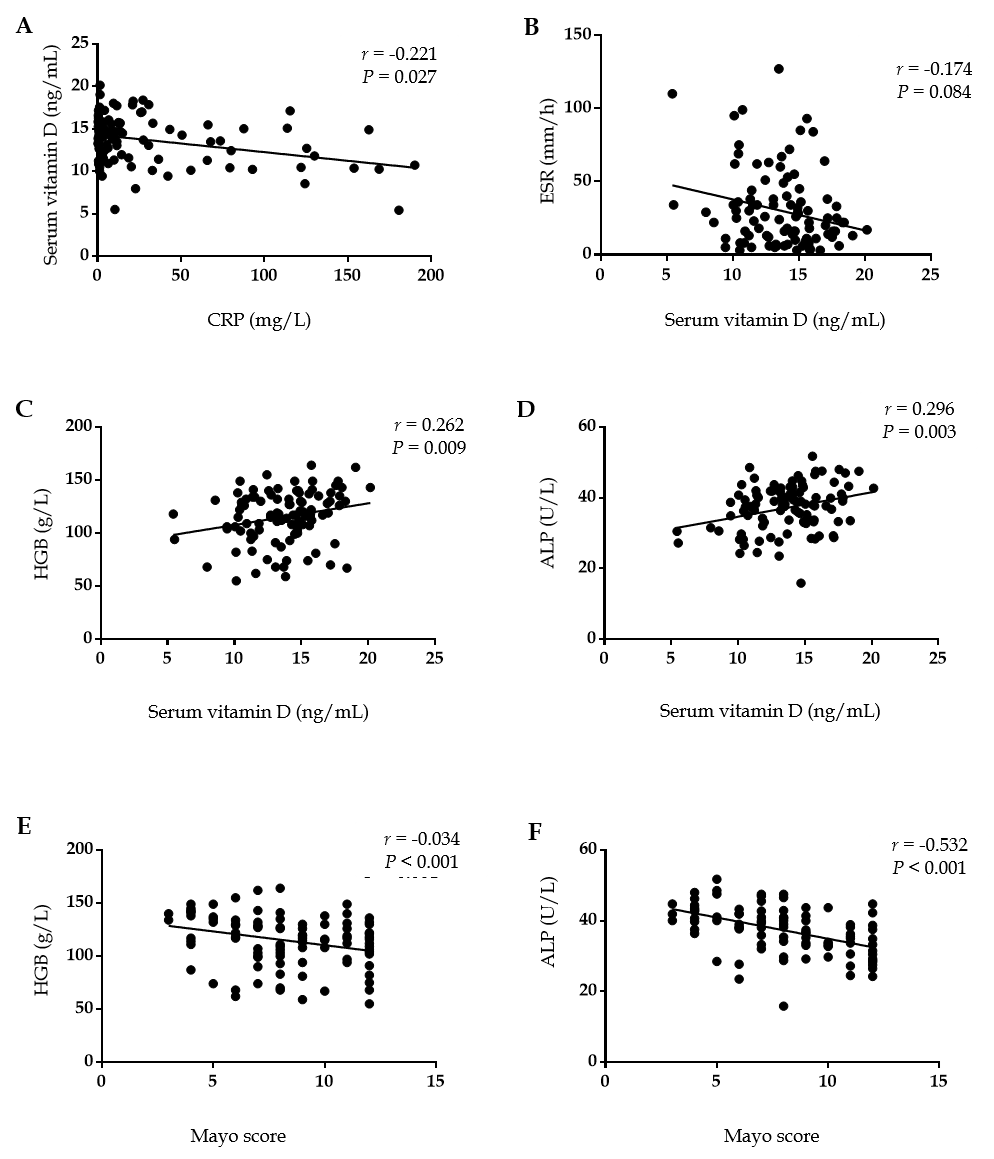 A
r = -0.221
P = 0.027
Serum vitamin D (ng/mL)
25
20
15
10
5
0
0 50 100 150 200
CRP (mg/L)
B
r = -0.174
P = 0.084
ESR (mm/h)
150
100
50
0
0 5 10 15 20 25
Serum vitamin D (ng/mL)
C
r = 0.262
P = 0.009
HGB (g/L)
200
150
100
50
0
0 5 10 15 20 25
Serum vitamin D (ng/mL)
D
r = 0.296
P = 0.003
ALP (U/L)
60
40
20
0
0 5 10 15 20 25
Serum vitamin D (ng/mL)
E
r = -0.034
P < 0.001
HGB (g/L)
200
150
100
50
0
0 5 10 15
Mayo score
F
r = -0.532
P < 0.001
ALP (U/L)
60
40
20
0
0 5 10 15
Mayo score